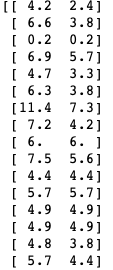 [[ 4.2  2.4]
 [ 6.6  3.8]
 [ 0.2  0.2]
 [ 6.9  5.7]
 [ 4.7  3.3]
 [ 6.3  3.8]
 [11.4  7.3]
 [ 7.2  4.2]
 [ 6.   6. ]
 [ 7.5  5.6]
 [ 4.4  4.4]
 [ 5.7  5.7]
 [ 4.9  4.9]
 [ 4.9  4.9]
 [ 4.8  3.8]
 [ 5.7  4.4]